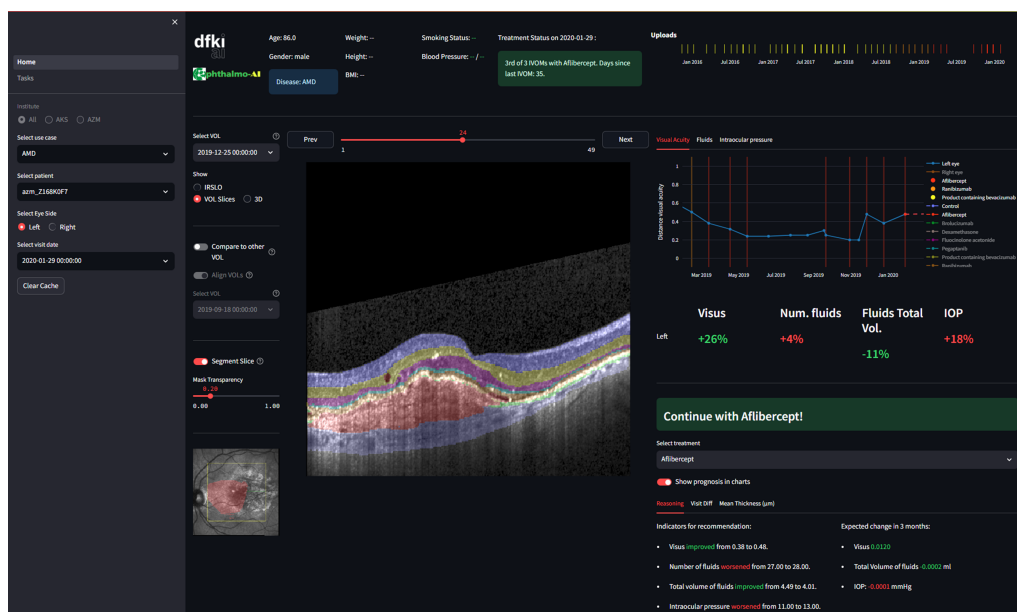 ×
Home
Tasks
Institute
All AKS AZM
Select use case
AMD
Select patient
azm_Z168K0F7
Select Eye Side
Left Right
Select visit date
2020-01-29 00:00:00
Clear Cache
dfki
ai
Ophthalmo-AI
Age: 86.0
Gender: male
Disease: AMD
Weight: --
Height: --
BMI: --
Smoking Status: --
Blood Pressure: -- / --
Treatment Status on 2020-01-29 :
3rd of 3 IVOMs with Aflibercept. Days since
last IVOM: 35.
Uploads
Jan 2016 Jul 2016 Jan 2017 Jul 2017 Jan 2018 Jul 2018 Jan 2019 Jul 2019 Jan 2020
Select VOL
2019-12-25 00:00:00
Show
IRSLO
VOL Slices 3D
Compare to other
VOL
Align VOLs
Select VOL
2019-09-18 00:00:00
Segment Slice
Mask Transparency
0.20
0.00 1.00
Prev
24
1 49
Next
Visual Acuity Fluids Intraocular pressure
Distance visual acuity
1
0.8
0.6
0.4
0.2
0
Mar 2019 May 2019 Jul 2019 Sep 2019 Nov 2019 Jan 2020
Left eye
Right eye
Aflibercept
Ranibizumab
Product containing bevacizumab
Control
Aflibercept
Brolucizumab
Dexamethasone
Fluocinolone acetonide
Pegaptanib
Product containing bevacizumab
Ranibizumab
Visus Num. fluids Fluids Total Vol. IOP
Left +26% +4% -11% +18%
Continue with Aflibercept!
Select treatment
Aflibercept
Show prognosis in charts
Reasoning Visit Diff Mean Thickness (μm)
Indicators for recommendation:
Visus improved from 0.38 to 0.48.
Number of fluids worsened from 27.00 to 28.00.
Total volume of fluids improved from 4.49 to 4.01.
Intraocular pressure worsened from 11.00 to 13.00.
Expected change in 3 months:
Visus 0.0120
Total Volume of fluids -0.0002 ml
IOP: -0.0001 mmHg